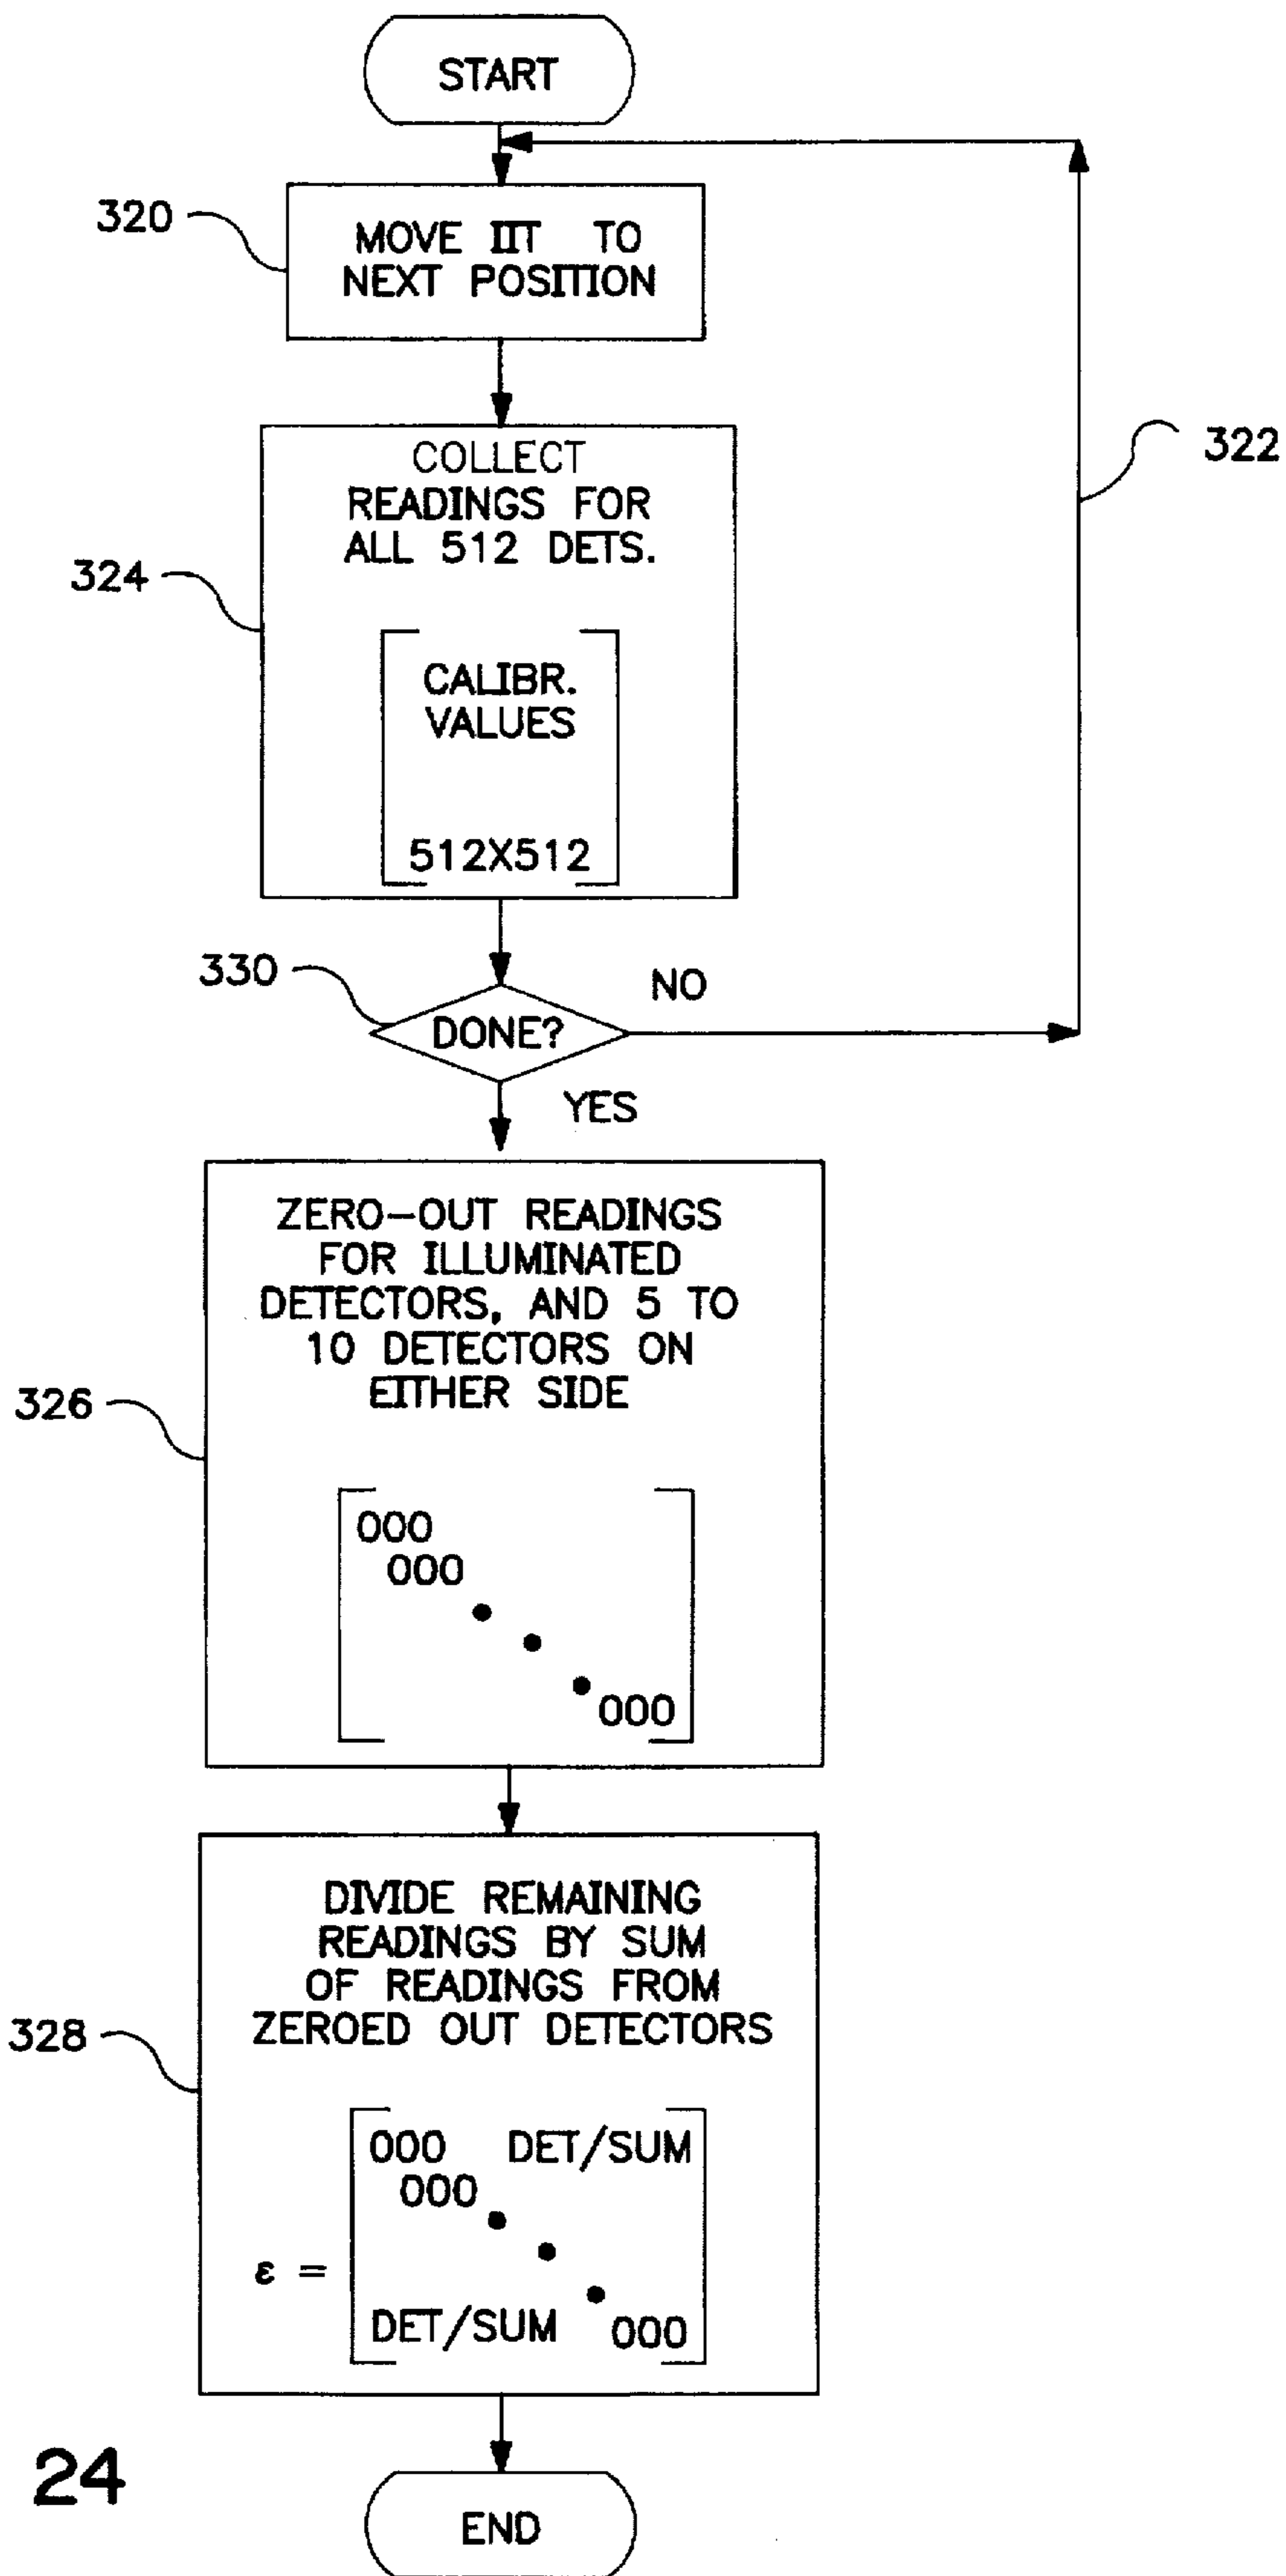 START
320
MOVE IIT TO
NEXT POSITION
322
COLLECT
READINGS FOR
ALL 512 DETS.
324
CALIBR.
VALUES
512X512
330
DONE?
NO
YES
ZERO-OUT READINGS
FOR ILLUMINATED
DETECTORS, AND 5 TO
10 DETECTORS ON
EITHER SIDE
326
000
000
000
DIVIDE REMAINING
READINGS BY SUM
OF READINGS FROM
ZEROED OUT DETECTORS
328
000 DET/SUM
000
ε =
DET/SUM 000
24
END